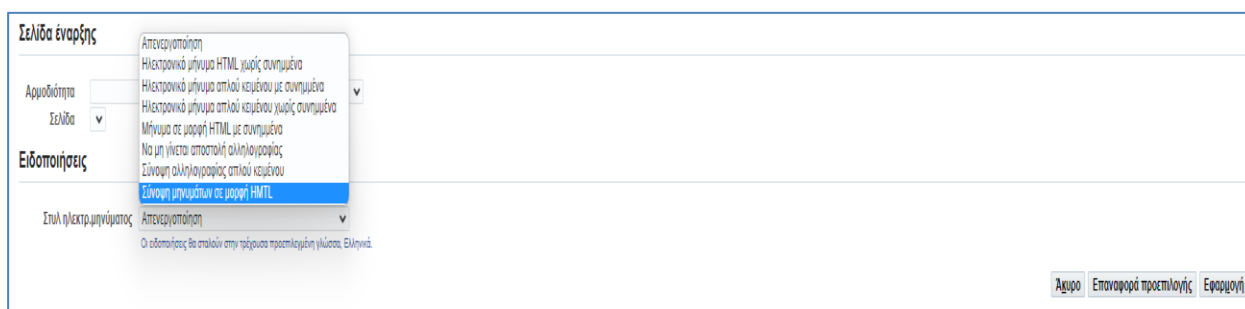 Σελίδα έναρξης
Απενεργοποίηση
Ηλεκτρονικό μήνυμα HTML χωρίς συνημμένα
Ηλεκτρονικό μήνυμα απλού κειμένου με συνημμένα
Ηλεκτρονικό μήνυμα απλού κειμένου χωρίς συνημμένα
Μήνυμα σε μορφή HTML με συνημμένα
Να μη γίνεται αποστολή αλληλογραφίας
Σύνοψη αλληλογραφίας απλού κειμένου
Σύνοψη μηνυμάτων σε μορφή HMTL
Αρμοδιότητα
Σελίδα
Ειδοποιήσεις
Στυλ ηλεκτρ.μηνύματος Απενεργοποίηση
Οι ειδοποιήσεις θα σταλούν στην τρέχουσα προεπιλεγμένη γλώσσα, Ελληνικά.
Άκυρο Επαναφορά προεπιλογής Εφαρμογή